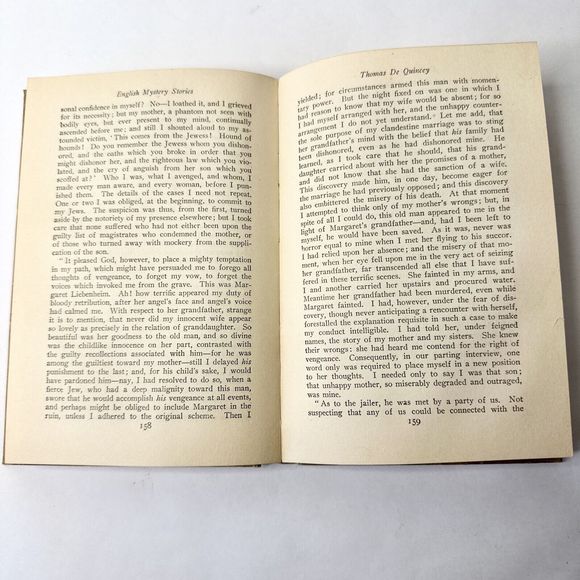 English Mystery Stories
sonal confidence in myself? No—I loathed it, and I grieved
for its necessity; but my mother, a phantom not seen with
bodily eyes, but ever present to my mind, continually
ascended before me; and still I shouted aloud to my as-
tounded victim, 'This comes from the Jewess! Hound of
hounds! Do you remember the Jewess whom you dishon-
ored, and the oaths which you broke in order that you
might dishonor her, and the righteous law which you vio-
lated, and the cry of anguish from her son which you
scoffed at?' Who I was, what I avenged, and whom, I
made every man aware, and every woman, before I pun-
ished them. The details of the cases I need not repeat.
One or two I was obliged, at the beginning, to commit to
my Jews. The suspicion was thus, from the first, turned
aside by the notoriety of my presence elsewhere; but I took
care that none suffered who had not either been upon the
guilty list of magistrates who condemned the mother, or
of those who turned away with mockery from the suppli-
cation of the son.
"It pleased God, however, to place a mighty temptation
in my path, which might have persuaded me to forego all
thoughts of vengeance, to forget my vow, to forget the
voices which invoked me from the grave. This was Mar-
garet Liebenheim. Ah! how terrific appeared my duty of
bloody retribution, after her angel's face and angel's voice
had calmed me. With respect to her grandfather, strange
it is to mention, that never did my innocent wife appear
so lovely as precisely in the relation of granddaughter. So
beautiful was her goodness to the old man, and so divine
was the childlike innocence on her part, contrasted with
the guilty recollections associated with him—for he was
among the guiltiest toward my mother—still I delayed his
punishment to the last; and, for his child's sake, I would
have pardoned him—nay, I had resolved to do so, when a
fierce Jew, who had a deep malignity toward this man,
swore that he would accomplish his vengeance at all events,
and perhaps might be obliged to include Margaret in the
ruin, unless I adhered to the original scheme. Then I
158
Thomas De Quincey
yielded; for circumstances armed this man with momen-
tary power. But the night fixed on was one in which I
had reason to know that my wife would be absent; for so
I had myself arranged with her, and the unhappy counter-
arrangement I do not yet understand. Let me add, that
the sole purpose of my clandestine marriage was to sting
her grandfather's mind with the belief that his family had
been dishonored, even as he had dishonored mine. He
learned, as I took care that he should, that his grand-
daughter carried about with her the promises of a mother,
and did not know that she had the sanction of a wife.
This discovery made him, in one day, become eager for
the marriage he had previously opposed; and this discovery
also embittered the misery of his death. At that moment
I attempt to think only of my mother's wrongs; but, in
spite of all I could do, this old man appeared to me in the
light of Margaret's grandfather—and, had I been left to
myself, he would have been saved. As it was, never was
horror equal to mine when I met her flying to his succor.
I had relied upon her absence; and the misery of that mo-
ment, when her eye fell upon me in the very act of seizing
her grandfather, far transcended all else that I have suf-
fered in these terrific scenes. She fainted in my arms, and
I and another carried her upstairs and procured water.
Meantime her grandfather had been murdered, even while
Margaret fainted. I had, however, under the fear of dis-
covery, though never anticipating a rencounter with herself,
forestalled the explanation requisite in such a case to make
my conduct intelligible. I had told her, under feigned
names, the story of my mother and my sisters. She knew
their wrongs; she had heard me contend for the right of
vengeance. Consequently, in our parting interview, one
word only was required to place myself in a new position
to her thoughts. I needed only to say I was that son;
that unhappy mother, so miserably degraded and outraged,
was mine.
"As to the jailer, he was met by a party of us. Not
suspecting that any of us could be connected with the
159